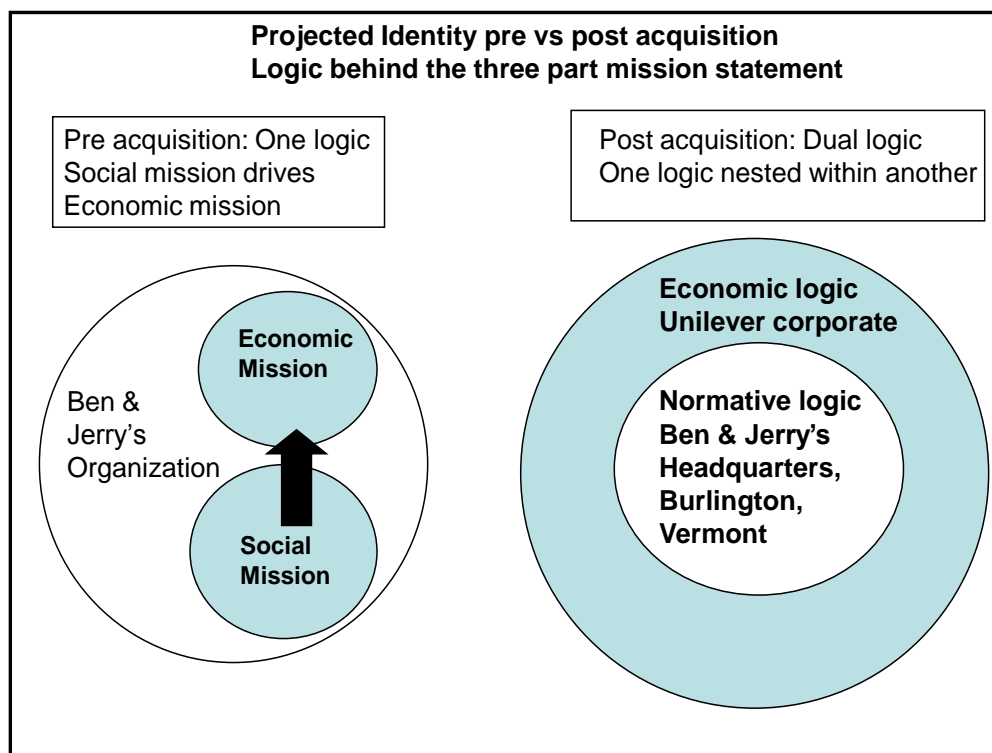 Projected Identity pre vs post acquisition
Logic behind the three part mission statement
Pre acquisition: One logic
Social mission drives
Economic mission
Post acquisition: Dual logic
One logic nested within another
Economic
Mission
Ben &
Jerry’s
Organization
Social
Mission
Economic logic
Unilever corporate
Normative logic
Ben & Jerry’s
Headquarters,
Burlington,
Vermont